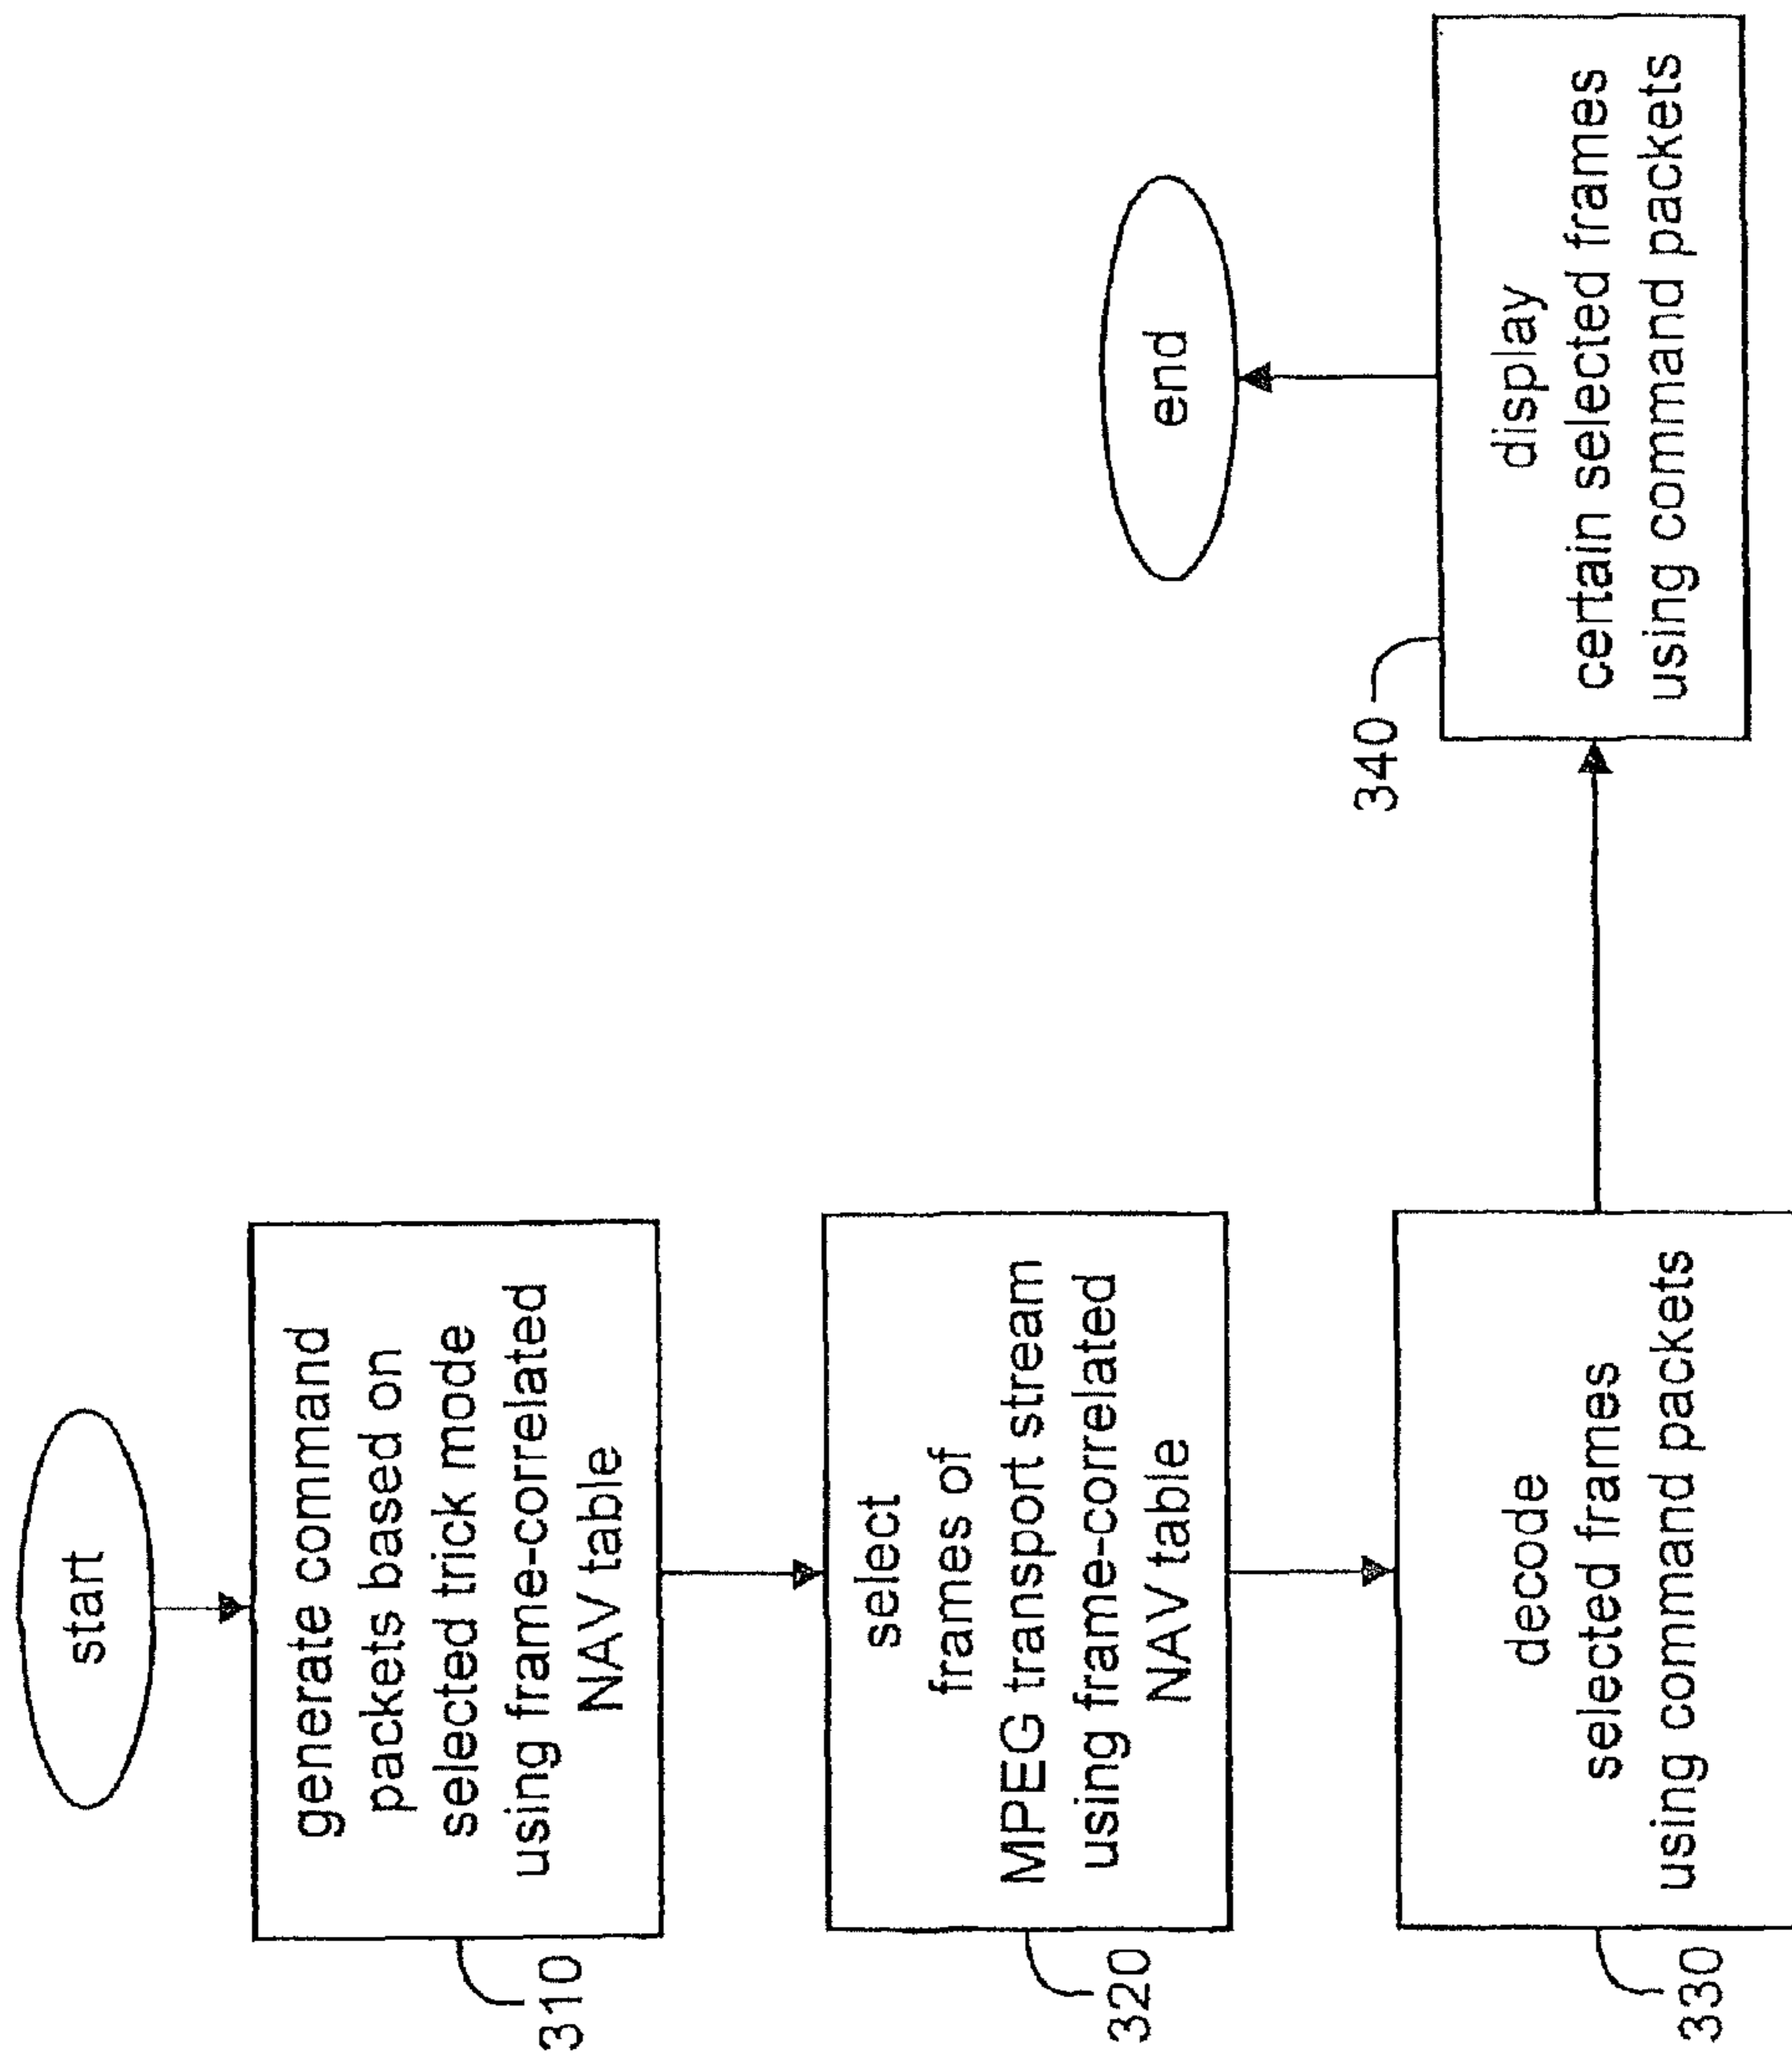 start
generate command
packets based on
selected trick mode
using frame-correlated
NAV table
310
select
frames of
MPEG transport stream
using frame-correlated
NAV table
320
decode
selected frames
using command packets
330
340
display
certain selected frames
using command packets
end